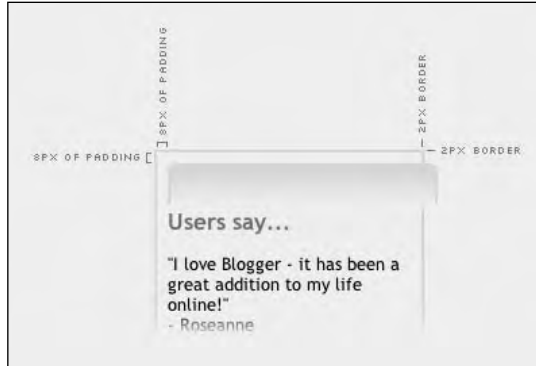 8PX OF PADDING
2PX BORDER
8PX OF PADDING
2PX BORDER
Users say...
"I love Blogger - it has been a
great addition to my life
online!"
- Roseanne